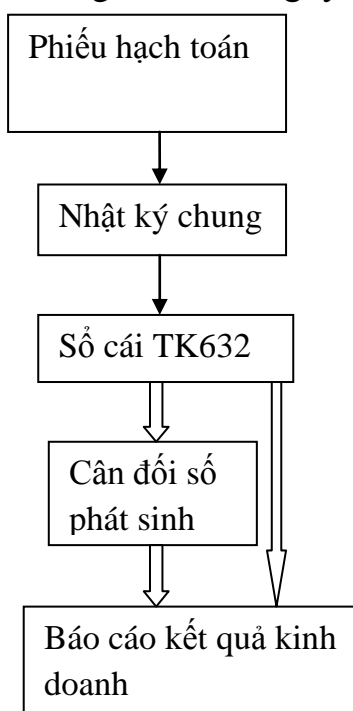 Phiếu hạch toán
Nhật ký chung
Sổ cái TK632
Cân đối số
phát sinh
Báo cáo kết quả kinh
doanh